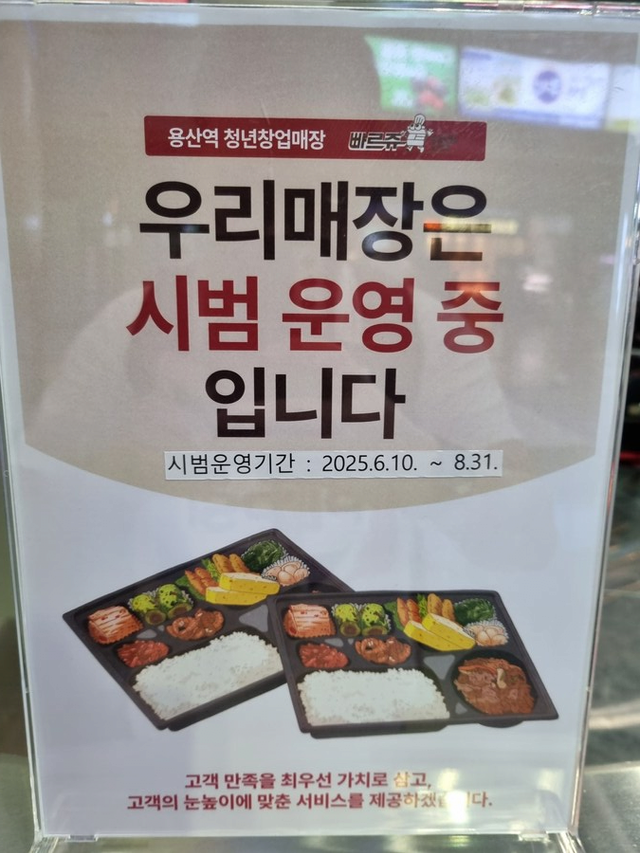 용산역 청년창업매장 빠르쥬
우리매장은
시범 운영 중
입니다
시범운영기간 : 2025.6.10. ~ 8.31.
고객 만족을 최우선 가치로 삼고,
고객의 눈높이에 맞춘 서비스를 제공하겠습니다.